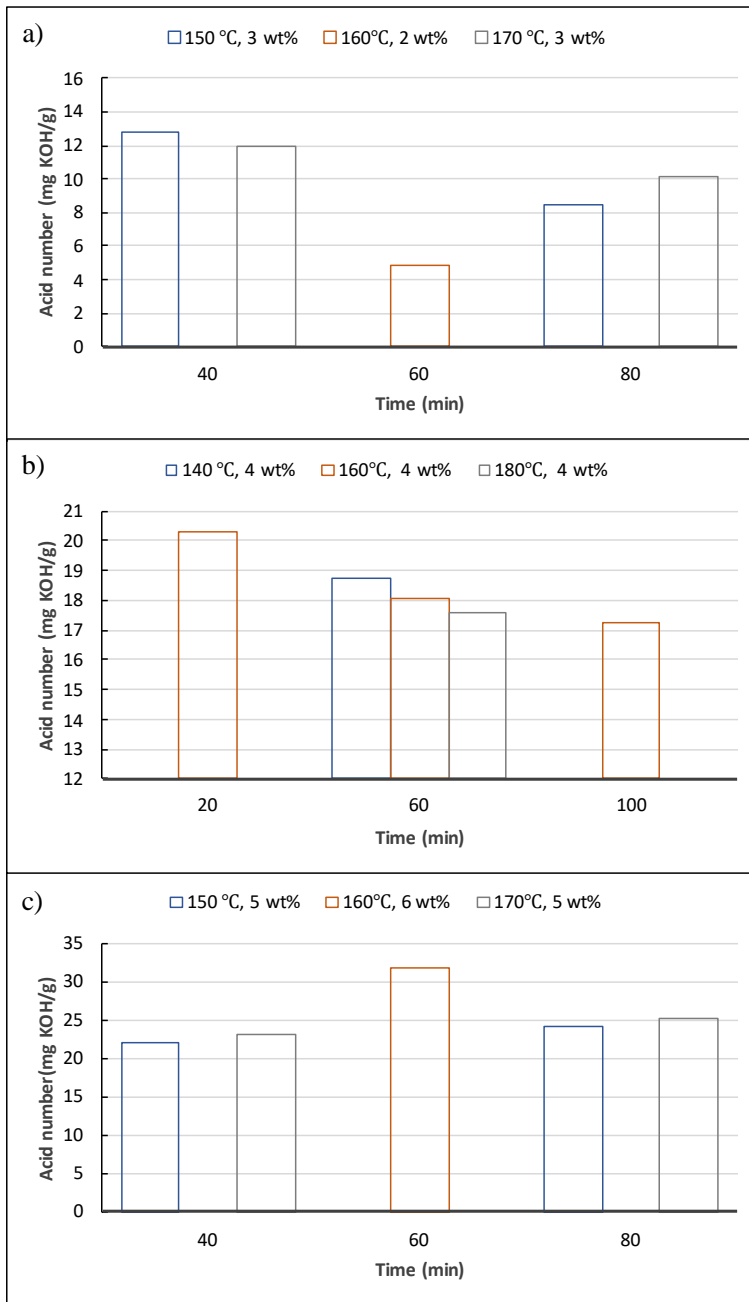 a)
150 °C, 3 wt% 160°C, 2 wt% 170 °C, 3 wt%
16
14
12
10
8
6
4
2
0
Acid number (mg KOH/g)
40 60 80
Time (min)
b)
140 °C, 4 wt% 160°C, 4 wt% 180°C, 4 wt%
21
20
19
18
17
16
15
14
13
12
Acid number (mg KOH/g)
20 60 100
Time (min)
c)
150 °C, 5 wt% 160°C, 6 wt% 170°C, 5 wt%
35
30
25
20
15
10
5
0
Acid number(mg KOH/g)
40 60 80
Time (min)